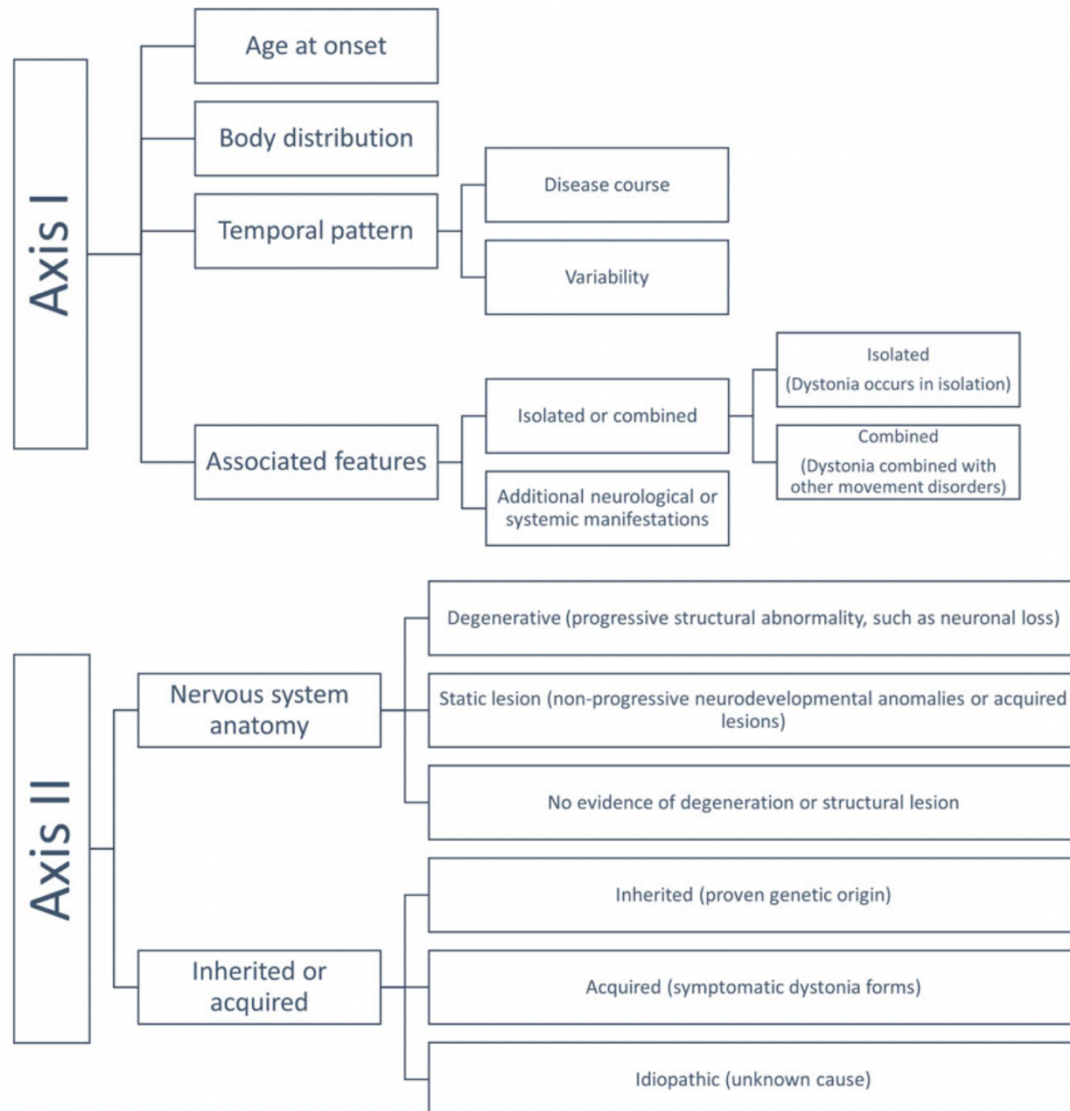 Axis I
Age at onset
Body distribution
Temporal pattern
Disease course
Variability
Associated features
Isolated or combined
Isolated
(Dystonia occurs in isolation)
Combined
(Dystonia combined with
other movement disorders)
Additional neurological or
systemic manifestations
Axis II
Nervous system
anatomy
Degenerative (progressive structural abnormality, such as neuronal loss)
Static lesion (non-progressive neurodevelopmental anomalies or acquired
lesions)
No evidence of degeneration or structural lesion
Inherited or
acquired
Inherited (proven genetic origin)
Acquired (symptomatic dystonia forms)
Idiopathic (unknown cause)